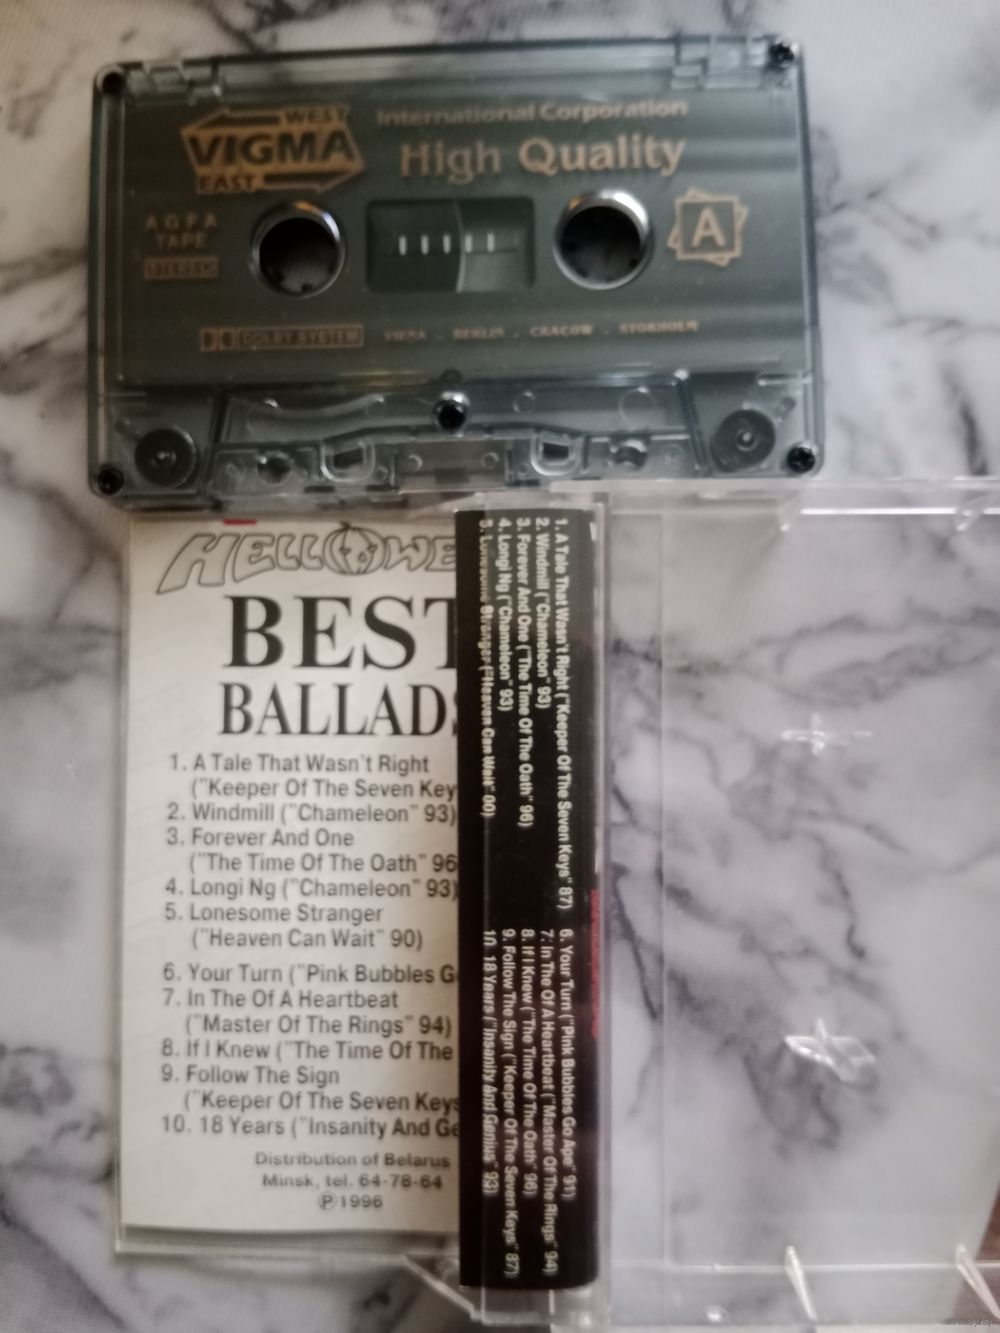 WEST
VIGMA
EAST
International Corporation
High Quality
AGFA
TAPE
STEREO
A
DOLBY SYSTEM
VIGMA . BERLIN . CRACOW . STOKHOLM
HELLOWE
BEST
BALLADS
1. A Tale That Wasn't Right
("Keeper Of The Seven Key
2. Windmill ("Chameleon" 93)
3. Forever And One
("The Time Of The Oath" 96
4. Longi Ng ("Chameleon" 93)
5. Lonesome Stranger
("Heaven Can Wait" 90)
6. Your Turn ("Pink Bubbles G
7. In The Of A Heartbeat
("Master Of The Rings" 94)
8. If I Knew ("The Time Of The
9. Follow The Sign
("Keeper Of The Seven Keys
10. 18 Years ("Insanity And Ge
Distribution of Belarus
Minsk, tel. 64-78-64
Ⓟ1996
1. A Tale That Wasn't Right ("Keeper Of The Seven Keys" 87)
2. Windmill ("Chameleon" 93)
3. Forever And One ("The Time Of The Oath" 96)
4. Longi Ng ("Chameleon" 93)
5. Lonesome Stranger ("Heaven Can Wait" 90)
6. Your Turn ("Pink Bubbles Go Ape" 91)
7. In The Of A Heartbeat ("Master Of The Rings" 94)
8. If I Knew ("The Time Of The Oath" 96)
9. Follow The Sign ("Keeper Of The Seven Keys" 87)
10. 18 Years ("Insanity And Genius" 93)